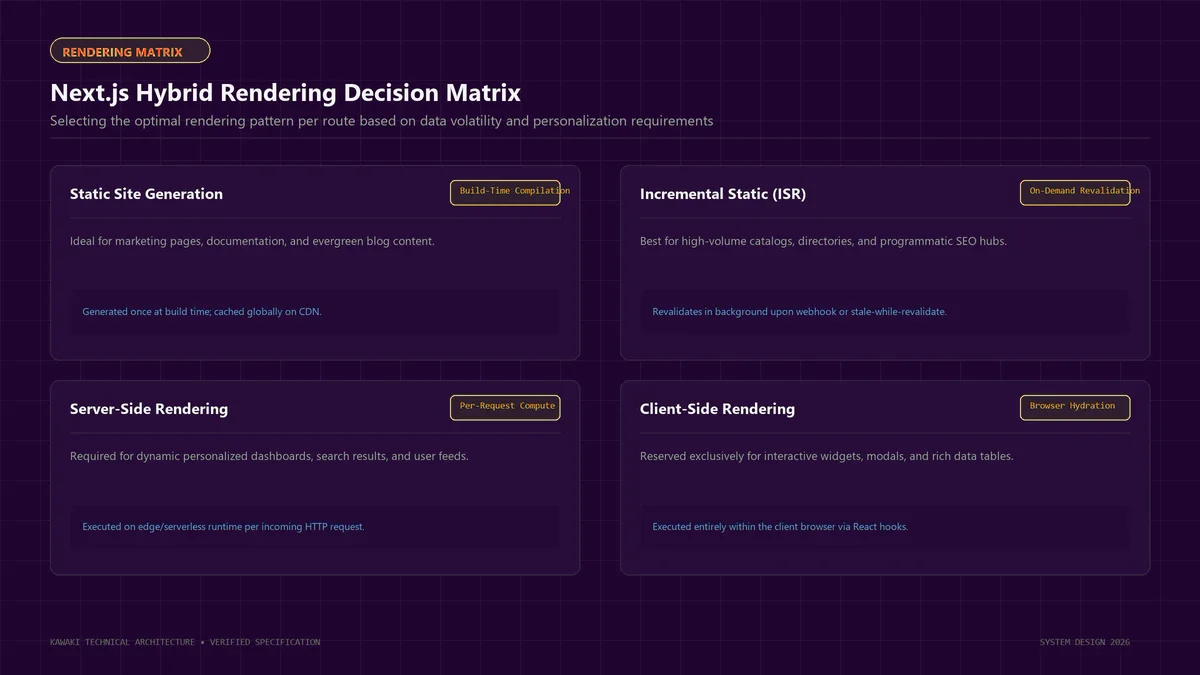 RENDERING MATRIX
Next.js Hybrid Rendering Decision Matrix
Selecting the optimal rendering pattern per route based on data volatility and personalization requirements
Static Site Generation
Build-Time Compilation
Ideal for marketing pages, documentation, and evergreen blog content.
Generated once at build time; cached globally on CDN.
Incremental Static (ISR)
On-Demand Revalidation
Best for high-volume catalogs, directories, and programmatic SEO hubs.
Revalidates in background upon webhook or stale-while-revalidate.
Server-Side Rendering
Per-Request Compute
Required for dynamic personalized dashboards, search results, and user feeds.
Executed on edge/serverless runtime per incoming HTTP request.
Client-Side Rendering
Browser Hydration
Reserved exclusively for interactive widgets, modals, and rich data tables.
Executed entirely within the client browser via React hooks.
KAWAKI TECHNICAL ARCHITECTURE • VERIFIED SPECIFICATION
SYSTEM DESIGN 2026